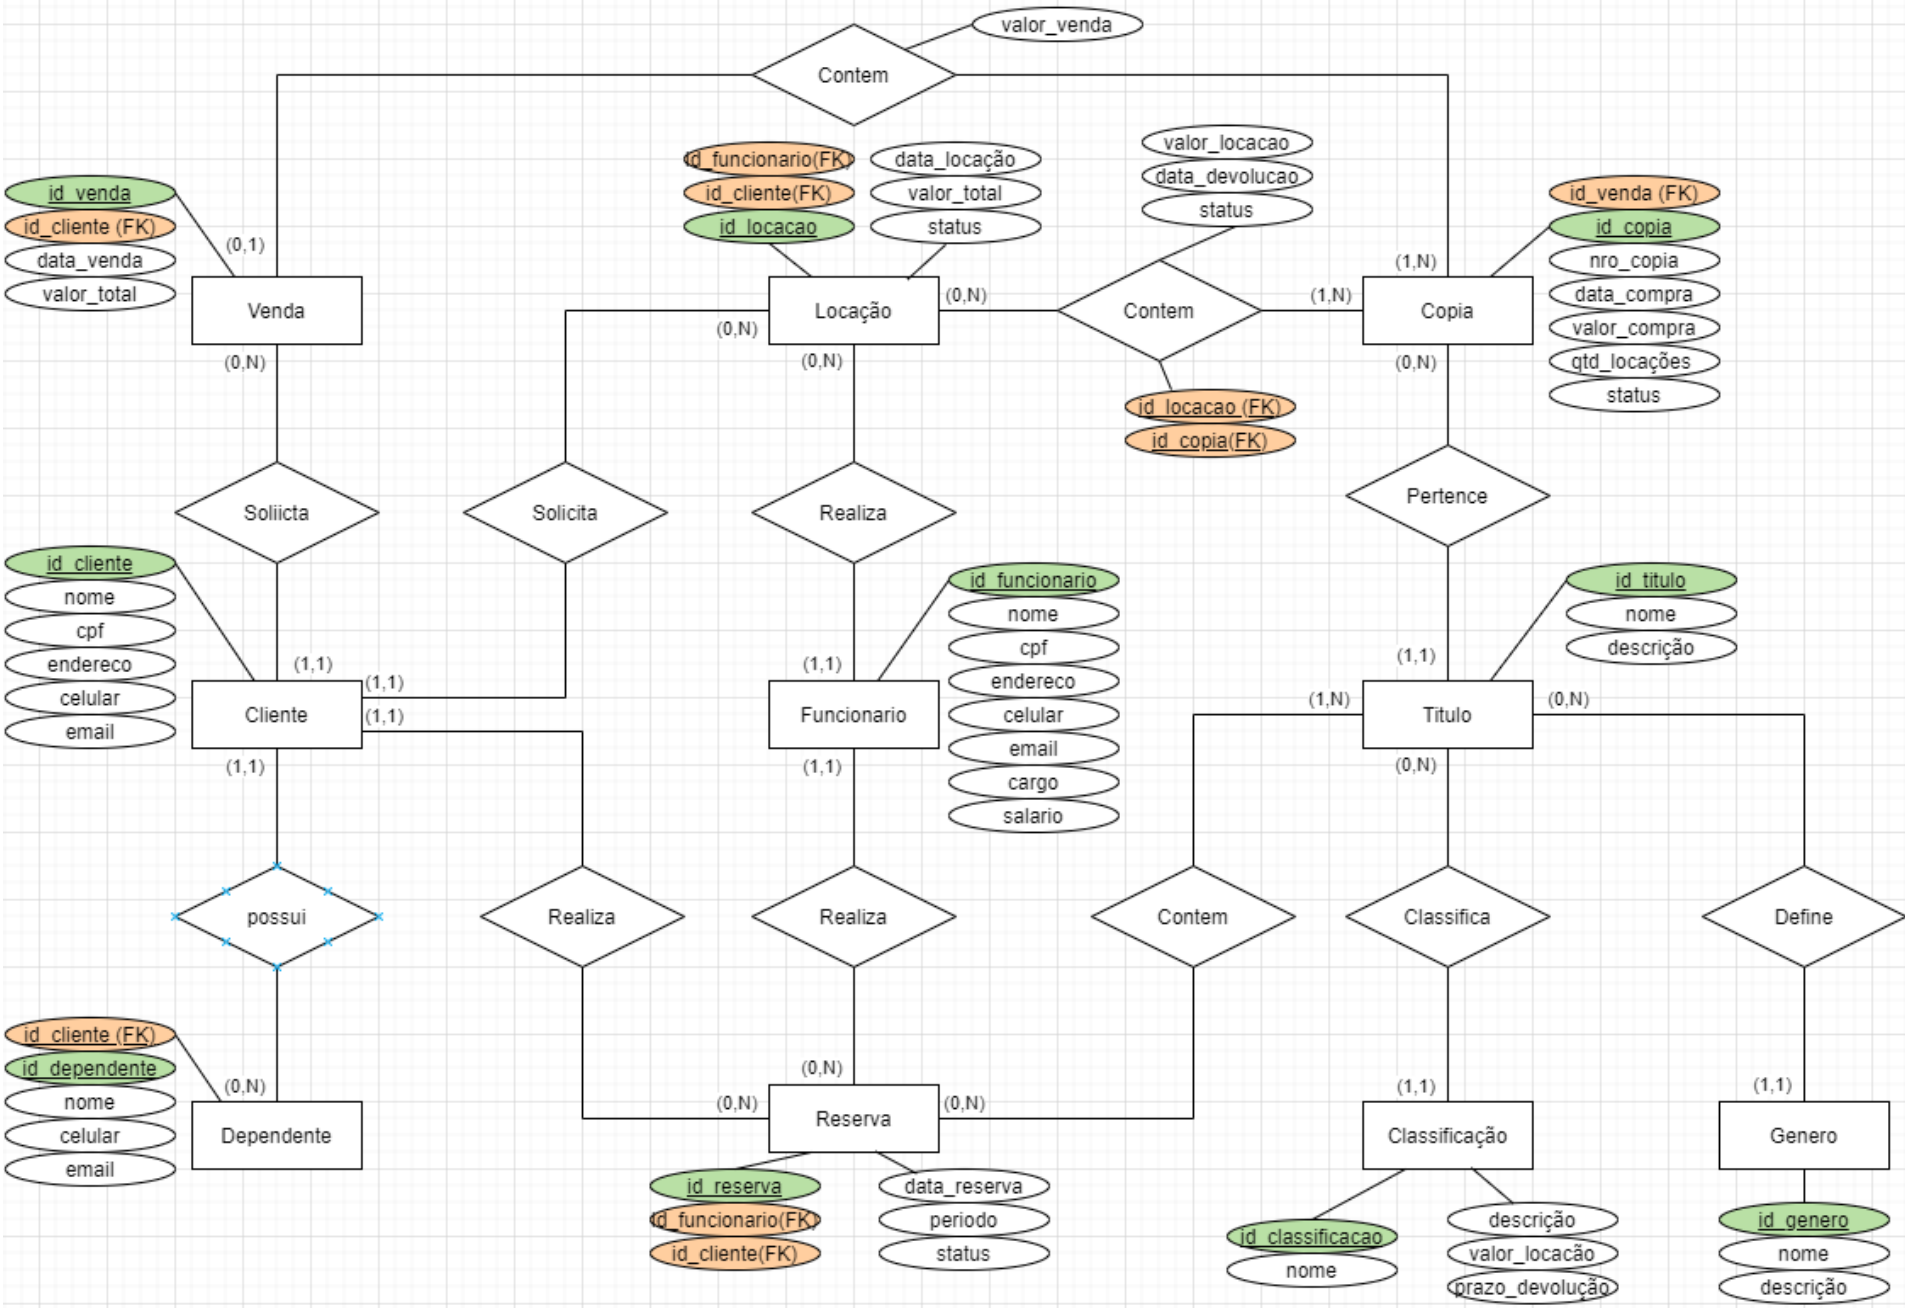 valor_venda
Contem
id_funcionario(FK)
id_cliente(FK)
id_locacao
data_locação
valor_total
status
valor_locacao
data_devolucao
status
id_venda
id_cliente (FK)
data_venda
valor_total
(0,1)
Venda
(0,N)
(0,N)
Locação
(0,N)
(0,N)
Contem
(1,N)
id_locacao (FK)
id_copia(FK)
(1,N)
Copia
(0,N)
id_venda (FK)
id_copia
nro_copia
data_compra
valor_compra
qtd_locações
status
Soliicta
Solicita
Realiza
Pertence
id_cliente
nome
cpf
endereco
celular
email
(1,1)
Cliente
(1,1)
(1,1)
(1,1)
(1,1)
Funcionario
(1,1)
id_funcionario
nome
cpf
endereco
celular
email
cargo
salario
(1,1)
(1,N)
Titulo
(0,N)
(0,N)
id_titulo
nome
descrição
possui
Realiza
Realiza
Contem
Classifica
Define
id_cliente (FK)
id_dependente
nome
celular
email
(0,N)
Dependente
(0,N)
(0,N)
Reserva
(0,N)
id_reserva
id_funcionario(FK)
id_cliente(FK)
data_reserva
periodo
status
(1,1)
Classificação
id_classificacao
nome
descrição
valor_locacão
prazo_devolução
(1,1)
Genero
id_genero
nome
descrição